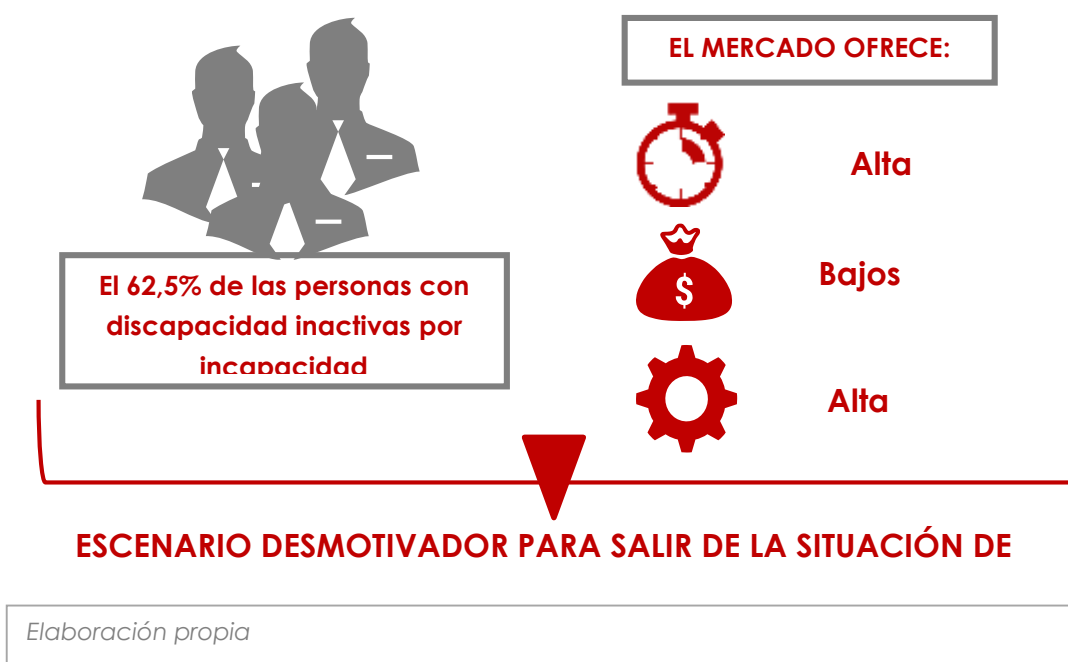 EL MERCADO OFRECE:
Alta
Bajos
Alta
El 62,5% de las personas con
discapacidad inactivas por
incapacidad
$
ESCENARIO DESMOTIVADOR PARA SALIR DE LA SITUACIÓN DE
Elaboración propia